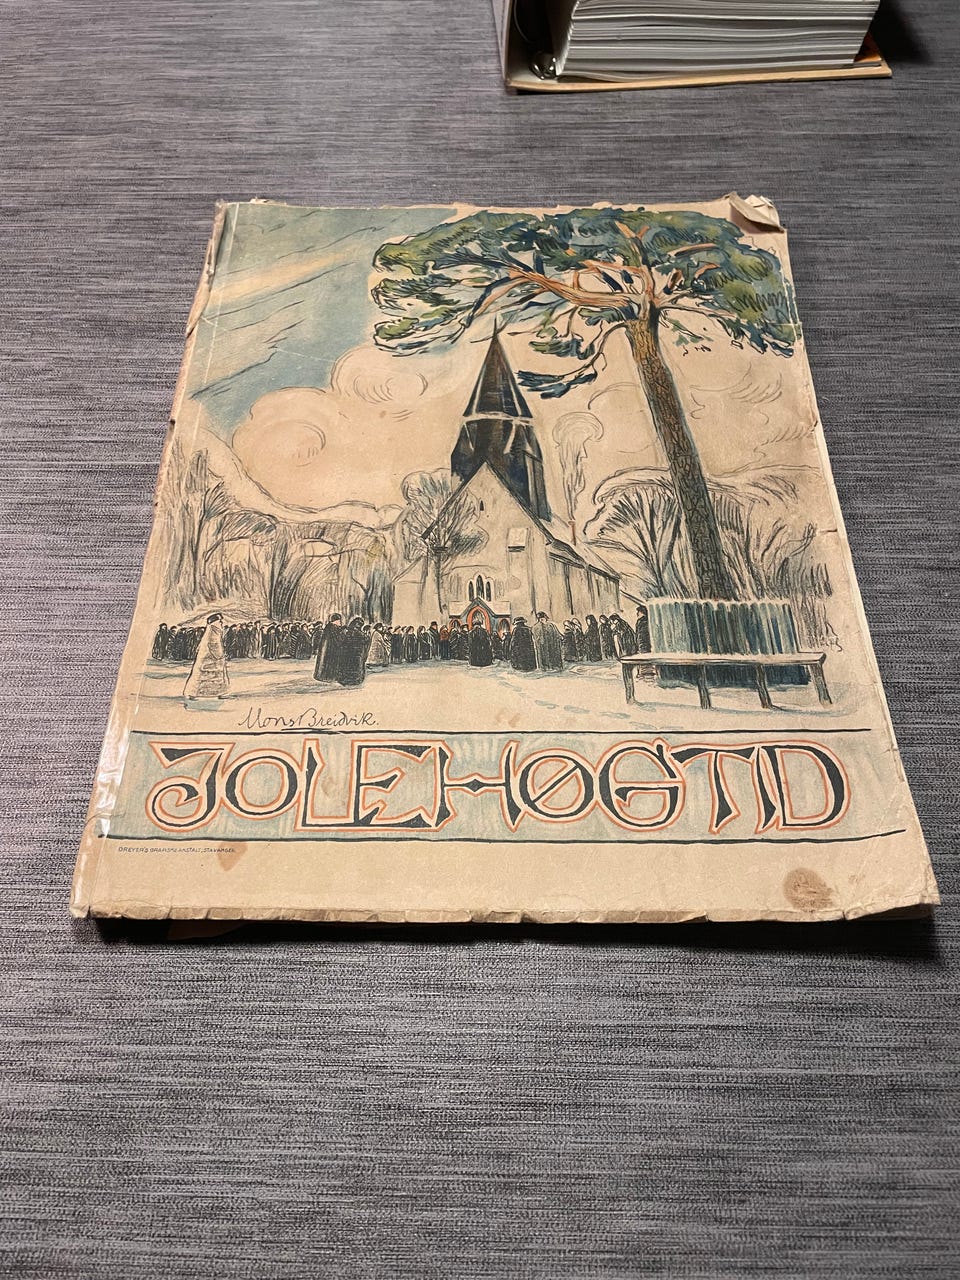 Mons Breidvik.
JOLEHØGTID
DREYER'S GRAFISKE ANSTALT, STAVANGER.